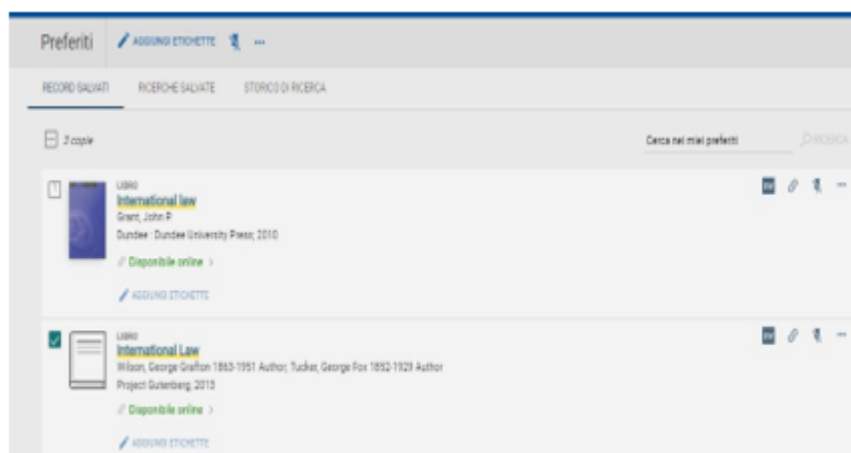 Preferiti AGGIUNGI ETICHETTE
RECORD SALVATI RICERCHE SALVATE STORICO DI RICERCA
copie
Cerca nei miei preferiti RICERCA
LIBRO
International law
Grant, John P.
Dundee : Dundee University Press; 2010
Disponibile online
AGGIUNGI ETICHETTE
LIBRO
International Law
Wilson, George Grafton 1863-1951 Author; Tucker, George Fox 1852-1929 Author
Project Gutenberg; 2013
Disponibile online
AGGIUNGI ETICHETTE